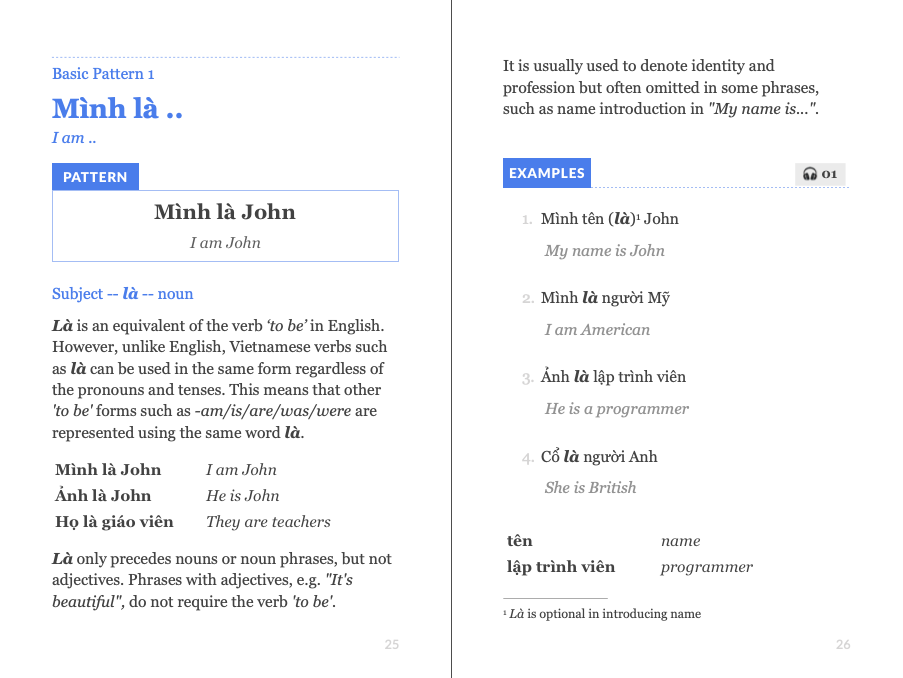 Basic Pattern 1
Mình là ..
I am ..
PATTERN
Mình là John
I am John
Subject -- là -- noun
Là is an equivalent of the verb ‘to be’ in English.
However, unlike English, Vietnamese verbs such
as là can be used in the same form regardless of
the pronouns and tenses. This means that other
'to be' forms such as -am/is/are/was/were are
represented using the same word là.
Mình là John I am John
Ảnh là John He is John
Họ là giáo viên They are teachers
Là only precedes nouns or noun phrases, but not
adjectives. Phrases with adjectives, e.g. "It's
beautiful", do not require the verb 'to be'.
25
It is usually used to denote identity and
profession but often omitted in some phrases,
such as name introduction in "My name is...".
EXAMPLES
🎧 01
1. Mình tên (là)¹ John
My name is John
2. Mình là người Mỹ
I am American
3. Ảnh là lập trình viên
He is a programmer
4. Cổ là người Anh
She is British
tên name
lập trình viên programmer
¹ Là is optional in introducing name
26